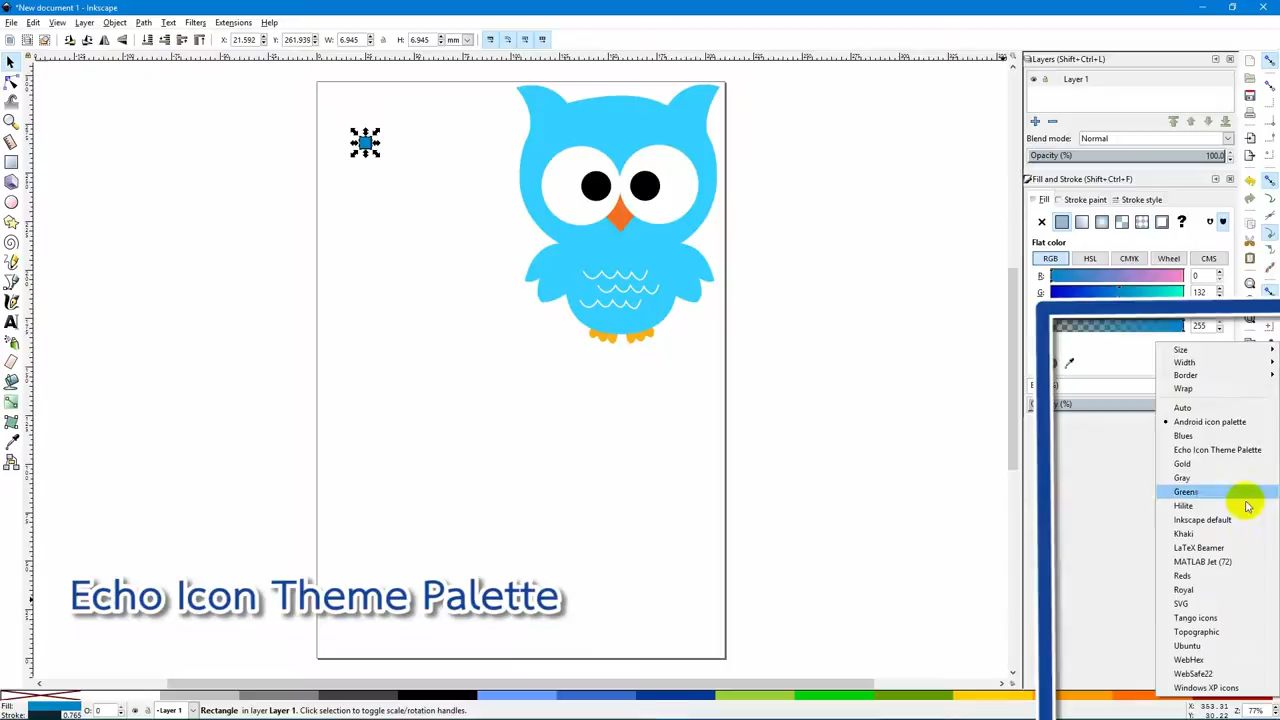 *New document 1 - Inkscape
File Edit View Layer Object Path Text Filters Extensions Help
X: 21.592 Y: 261.939 W: 6.945 H: 6.945 mm
Layers (Shift+Ctrl+L)
Layer 1
Blend mode: Normal
Opacity (%) 100.0
Fill and Stroke (Shift+Ctrl+F)
Fill Stroke paint Stroke style
Flat color
RGB HSL CMYK Wheel CMS
R: 0
G: 132
255
(%)
Size
Width
Border
Wrap
Auto
Android icon palette
Blues
Echo Icon Theme Palette
Gold
Gray
Greens
Hilite
Inkscape default
Khaki
LaTeX Beamer
MATLAB Jet (72)
Reds
Royal
SVG
Tango icons
Topographic
Ubuntu
WebHex
WebSafe22
Windows XP icons
Echo Icon Theme Palette
Fill:
Stroke: 0.765
O: 0
Layer 1
Rectangle in layer Layer 1. Click selection to toggle scale/rotation handles.
X: 353.31
Y: 30.22
Z: 77%